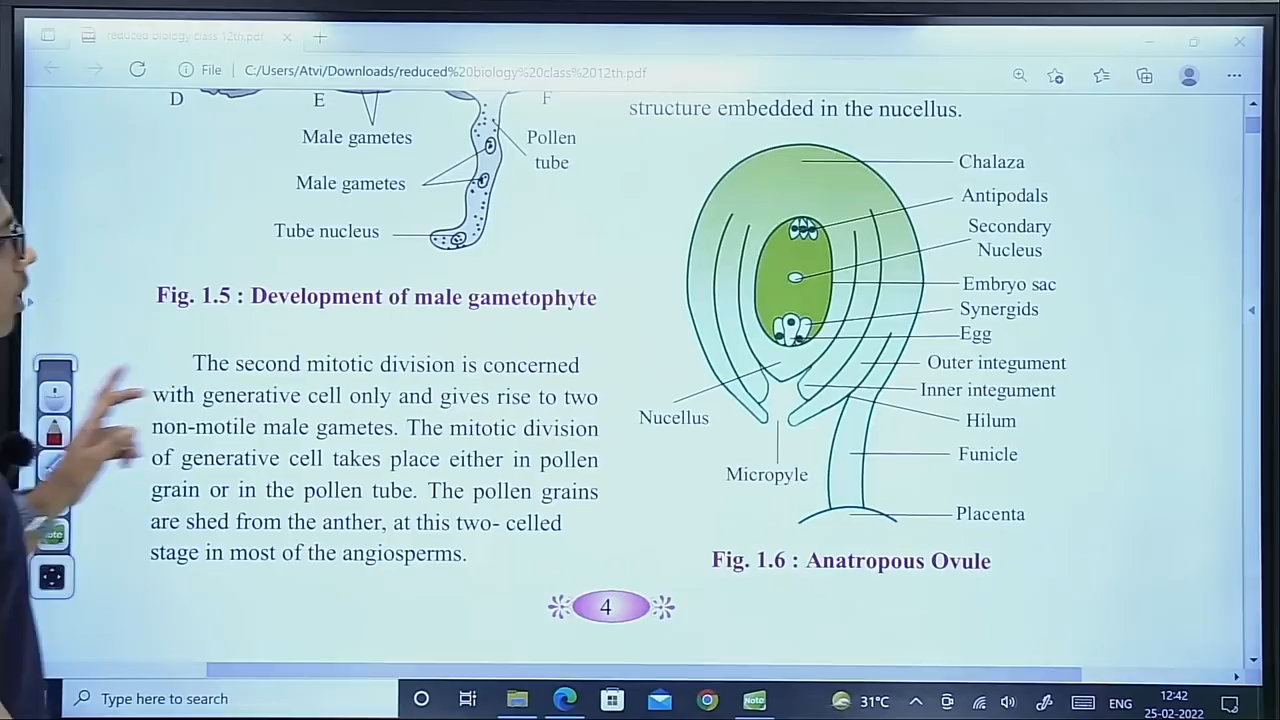 reduced biology class 12th.pdf
File
C:/Users/Atvi/Downloads/reduced%20biology%20class%2012th.pdf
D
E
F
Male gametes
Pollen
tube
Male gametes
Tube nucleus
Fig. 1.5 : Development of male gametophyte
The second mitotic division is concerned
with generative cell only and gives rise to two
non-motile male gametes. The mitotic division
of generative cell takes place either in pollen
grain or in the pollen tube. The pollen grains
are shed from the anther, at this two- celled
stage in most of the angiosperms.
structure embedded in the nucellus.
Chalaza
Antipodals
Secondary
Nucleus
Embryo sac
Synergids
Egg
Outer integument
Inner integument
Nucellus
Hilum
Funicle
Micropyle
Placenta
Fig. 1.6 : Anatropous Ovule
4
Note
Type here to search
Note
31°C
ENG
12:42
25-02-2022